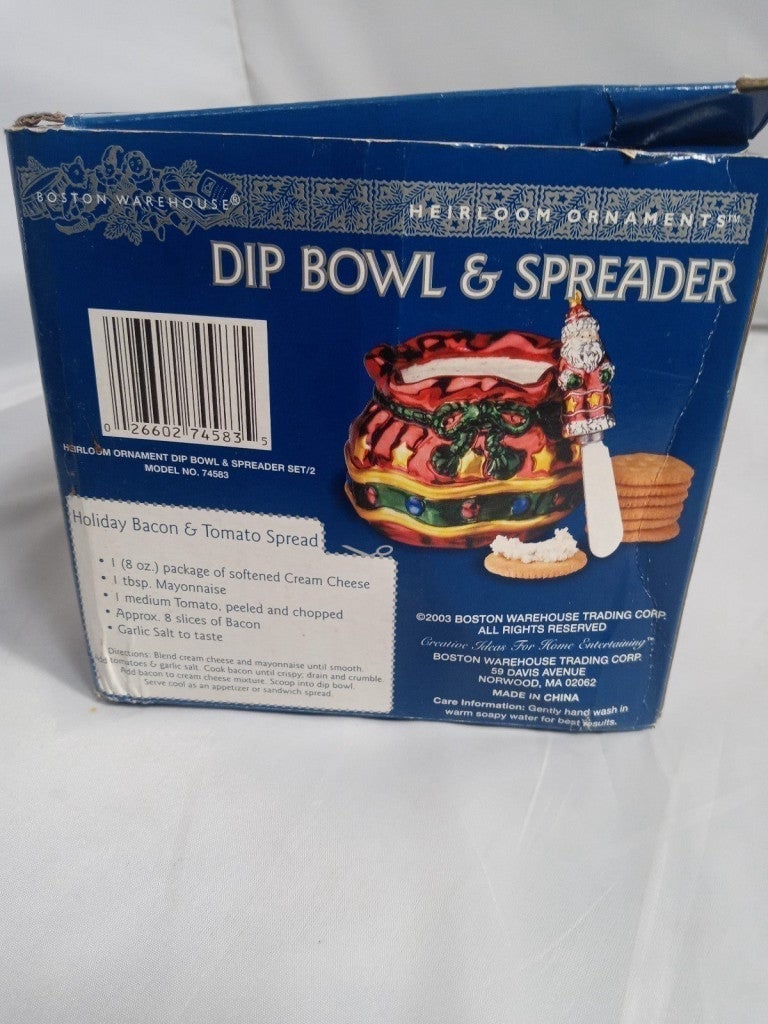 BOSTON WAREHOUSE®
HEIRLOOM ORNAMENTS™
DIP BOWL & SPREADER
0 26602 74583 5
HEIRLOOM ORNAMENT DIP BOWL & SPREADER SET/2
MODEL NO. 74583
Holiday Bacon & Tomato Spread
• 1 (8 oz.) package of softened Cream Cheese
• 1 tbsp. Mayonnaise
• 1 medium Tomato, peeled and chopped
• Approx. 8 slices of Bacon
• Garlic Salt to taste
Directions: Blend cream cheese and mayonnaise until smooth.
Add tomatoes & garlic salt. Cook bacon until crispy, drain and crumble
Add bacon to cream cheese mixture. Scoop into dip bowl.
Serve cool as an appetizer or sandwich spread.
©2003 BOSTON WAREHOUSE TRADING CORP.
ALL RIGHTS RESERVED
Creative Ideas For Home Entertaining™
BOSTON WAREHOUSE TRADING CORP.
59 DAVIS AVENUE
NORWOOD, MA 02062
MADE IN CHINA
Care Information: Gently hand wash in
warm soapy water for best results.